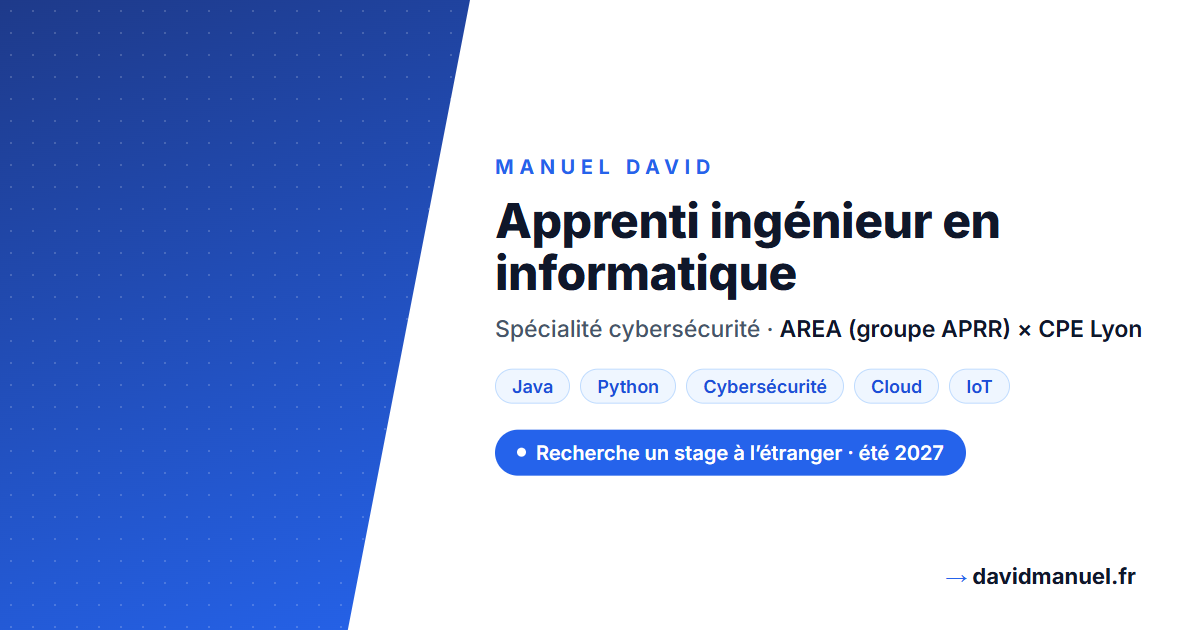 MANUEL DAVID
Apprenti ingénieur en
informatique
Spécialité cybersécurité · AREA (groupe APRR) × CPE Lyon
Java Python Cybersécurité Cloud IoT
Recherche un stage à l’étranger · été 2027
→ davidmanuel.fr